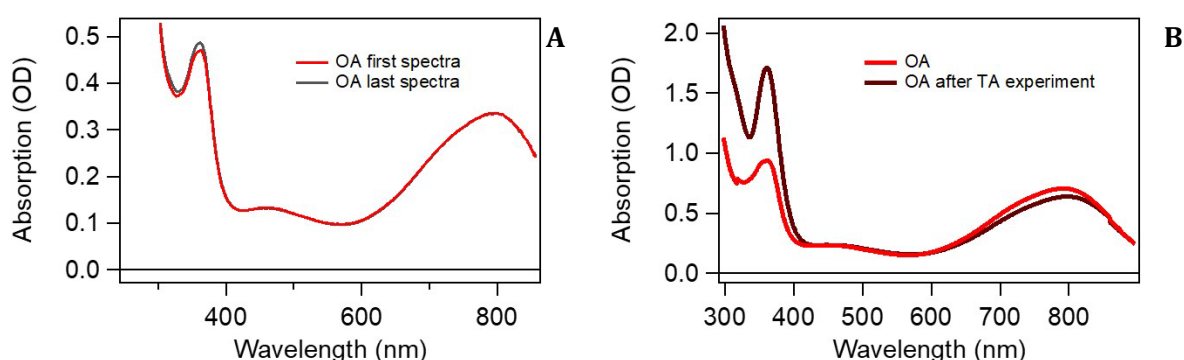 A
OA first spectra
OA last spectra
Absorption (OD)
0.5
0.4
0.3
0.2
0.1
0.0
400
600
800
Wavelength (nm)
B
OA
OA after TA experiment
Absorption (OD)
2.0
1.5
1.0
0.5
0.0
300
400
500
600
700
800
Wavelength (nm)